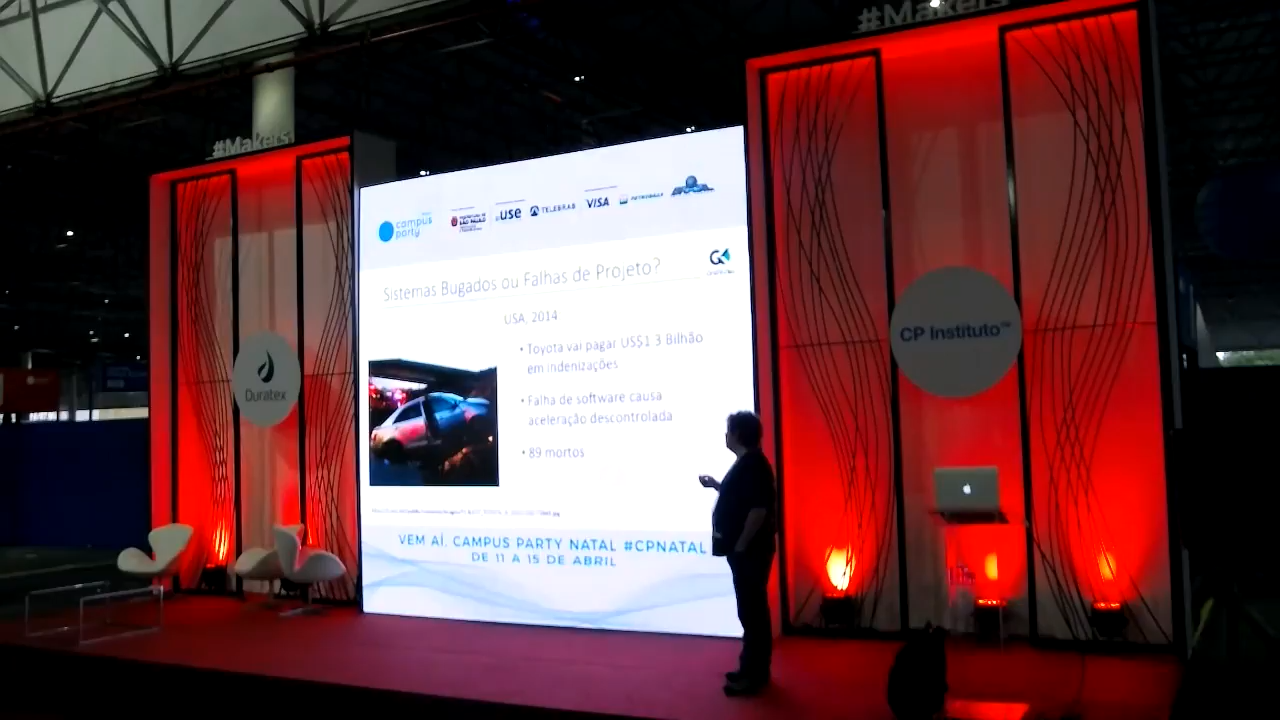 #Makers
#Makers
campus
party
SÃO PAULO
use
TELEBRAS
VISA
Sistemas Bugados ou Falhas de Projeto?
USA, 2014
• Toyota vai pagar US$1 3 Bilhão
em indenizações
• Falha de software causa
aceleração descontrolada
• 89 mortos
VEM AÍ, CAMPUS PARTY NATAL #CPNATAL
DE 11 A 15 DE ABRIL
Duratex
CP Instituto